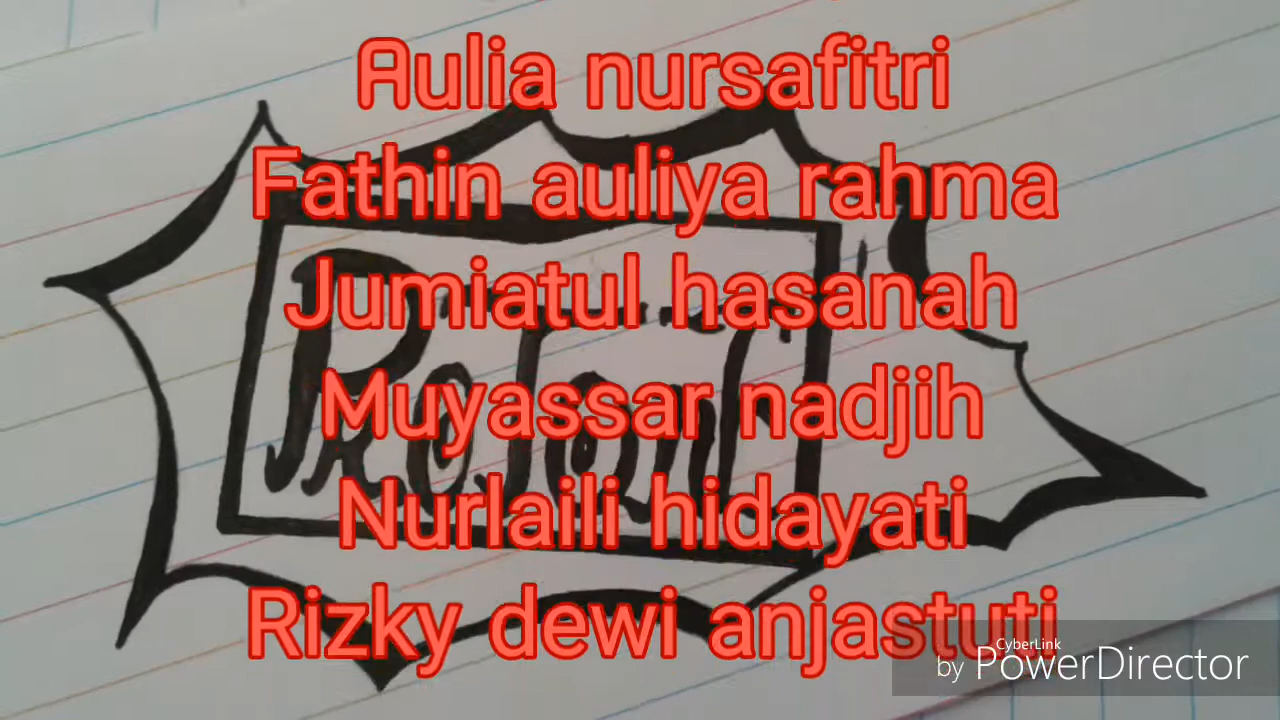 Aulia nursafitri
Fathin auliya rahma
Jumiatul hasanah
Muyassar nadjih
Nurlaili hidayati
Rizky dewi anjastuti
CyberLink
by PowerDirector